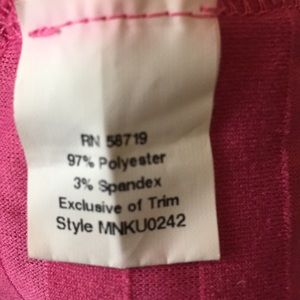 RN 58719
97% Polyester
3% Spandex
Exclusive of Trim
Style MNKU0242